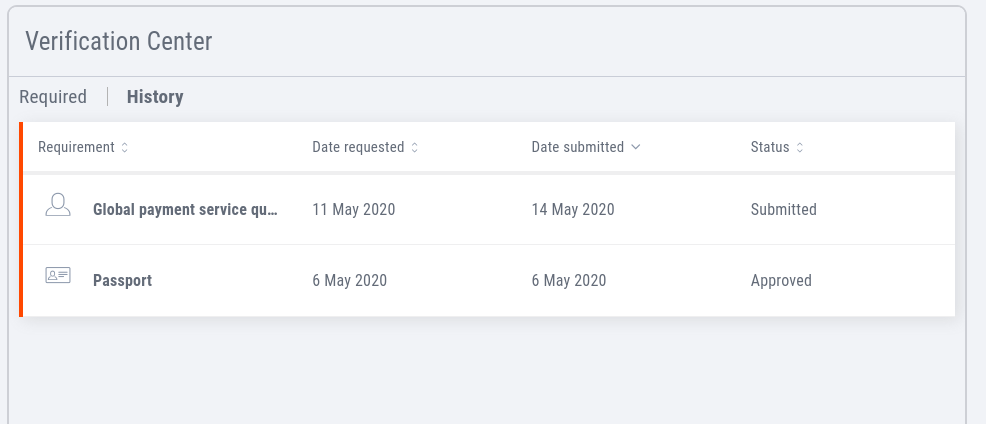 Verification Center
Required | History
Requirement Date requested Date submitted Status
Global payment service qu... 11 May 2020 14 May 2020 Submitted
Passport 6 May 2020 6 May 2020 Approved